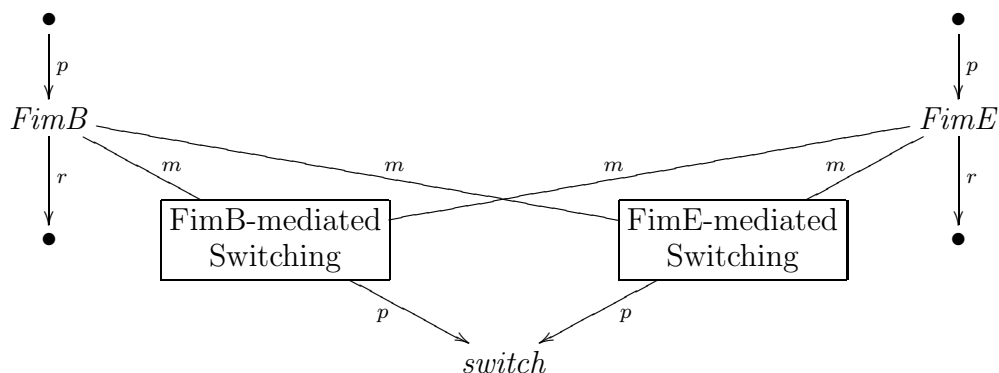 p
p
FimB
FimE
m
m
m
m
r
r
FimB-mediated
Switching
FimE-mediated
Switching
p
p
switch